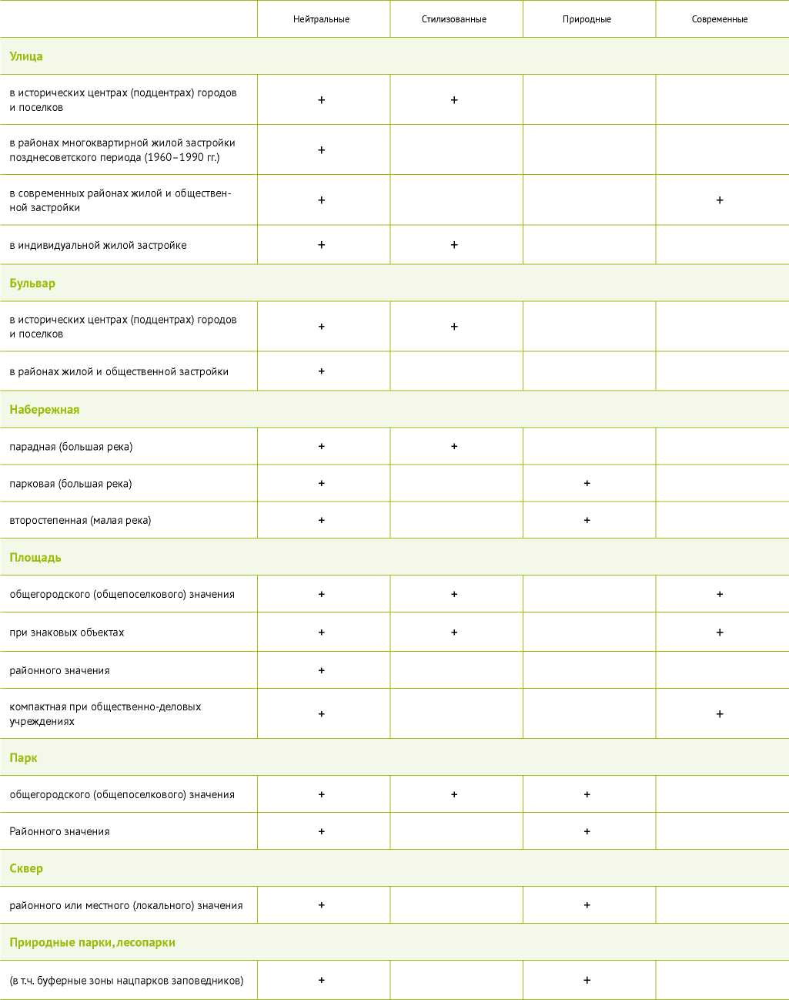 Нейтральные Стилизованные Природные Современные
Улица
в исторических центрах (подцентрах) городов
и поселков
+ +
в районах многоквартирной жилой застройки
позднесоветского периода (1960–1990 гг.)
+
в современных районах жилой и обществен-
ной застройки
+ +
в индивидуальной жилой застройке + +
Бульвар
в исторических центрах (подцентрах) городов
и поселков
+ +
в районах жилой и общественной застройки +
Набережная
парадная (большая река) + +
парковая (большая река) + +
второстепенная (малая река) + +
Площадь
общегородского (общепоселкового) значения + + +
при знаковых объектах + + +
районного значения +
компактная при общественно-деловых
учреждениях
+ +
Парк
общегородского (общепоселкового) значения + + +
Районного значения + +
Сквер
районного или местного (локального) значения + +
Природные парки, лесопарки
(в т.ч. буферные зоны нацпарков заповедников) + +